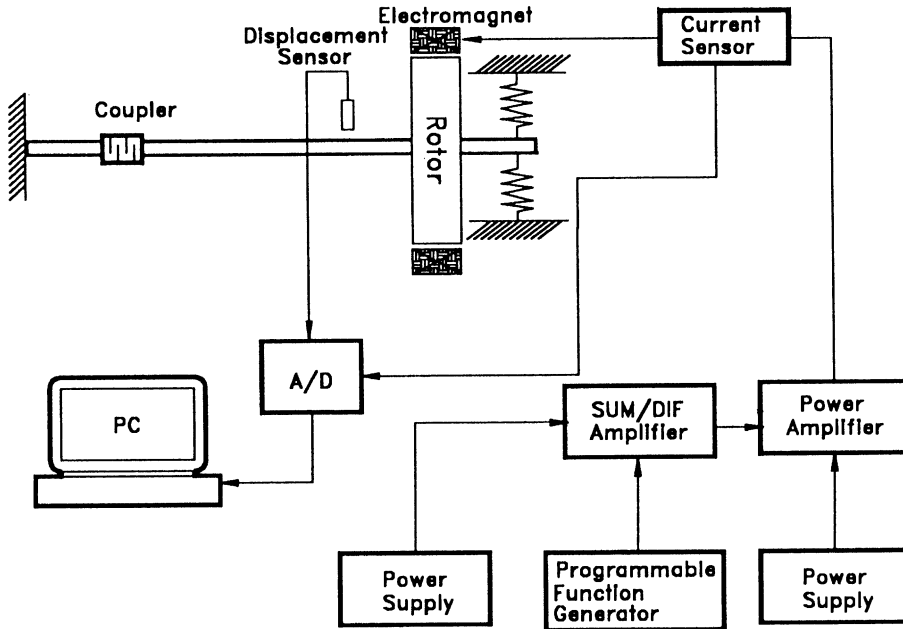 Electromagnet
Displacement
Sensor
Current
Sensor
Coupler
Rotor
A/D
PC
SUM/DIF
Amplifier
Power
Amplifier
Power
Supply
Programmable
Function
Generator
Power
Supply